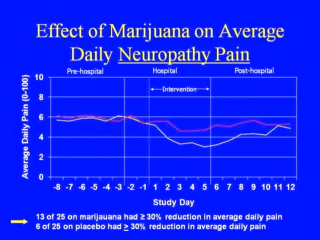 Effect of Marijuana on Average
Daily Neuropathy Pain
Pre-hospital Hospital Post-hospital
Intervention
Average Daily Pain (0-100)
10
8
6
4
2
0
-8 -7 -6 -5 -4 -3 -2 -1 1 2 3 4 5 6 7 8 9 10 11 12
Study Day
13 of 25 on marijauana had ≥ 30% reduction in average daily pain
6 of 25 on placebo had ≥ 30% reduction in average daily pain